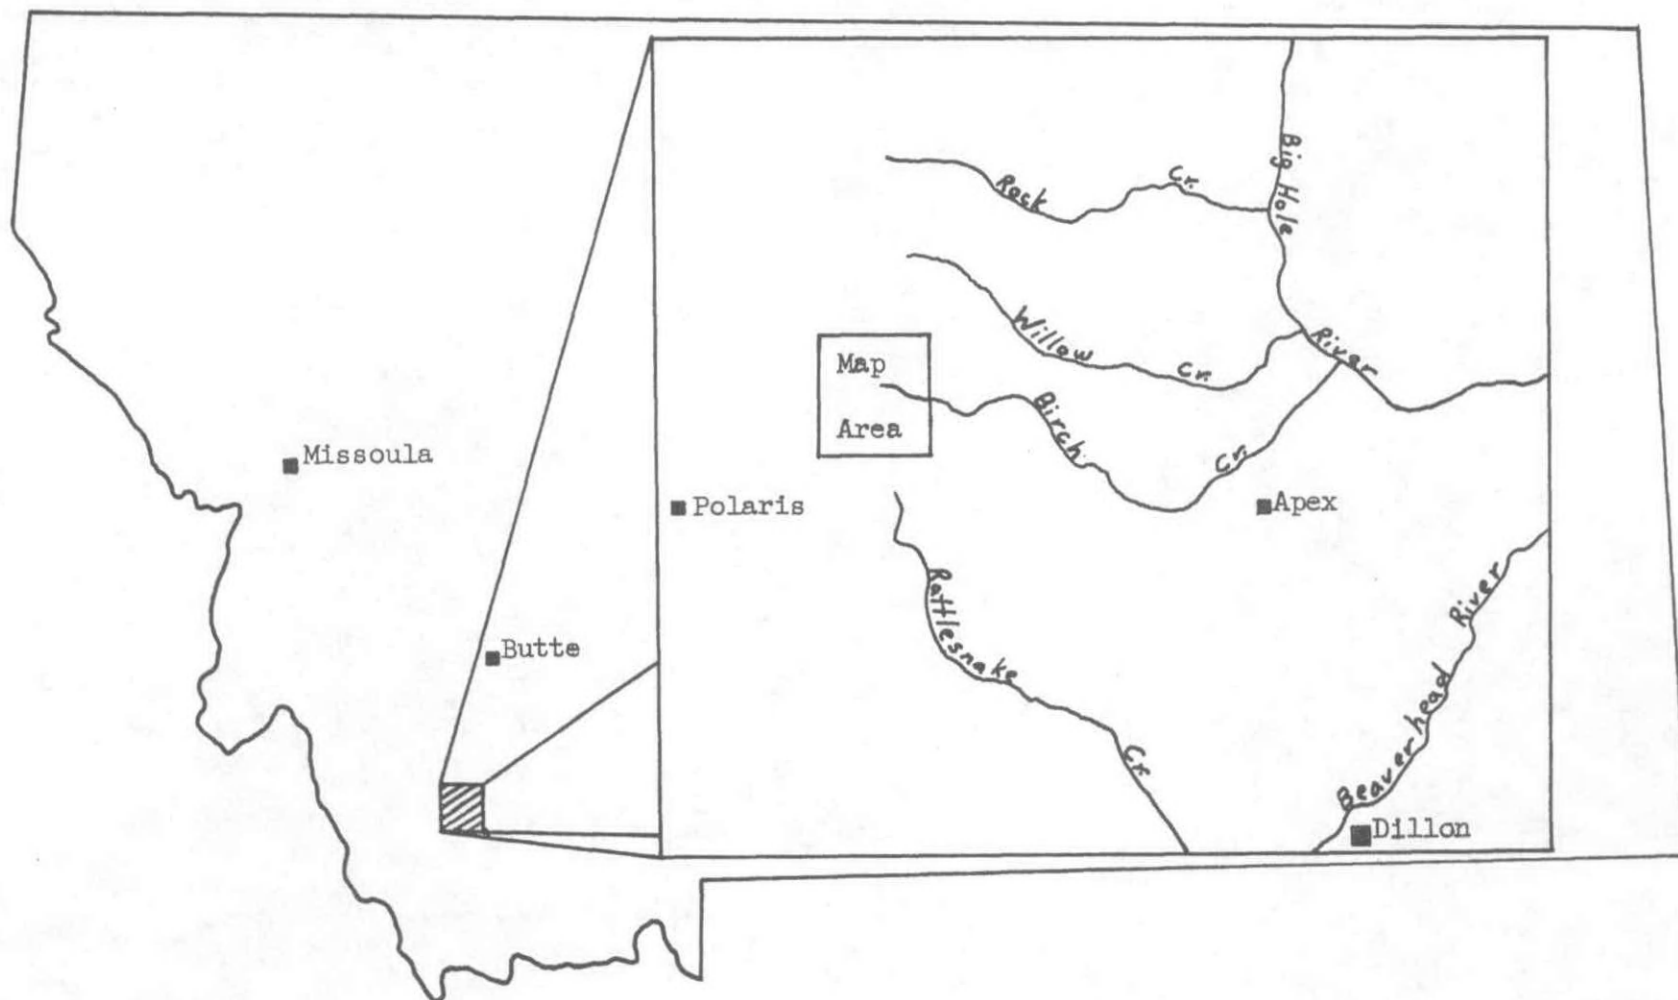 Big Hole River
Rock Cr.
Willow Cr.
Map
Area
Birch Cr.
Missoula
Polaris
Apex
Rattlesnake Cr.
Butte
Beaverhead River
Dillon